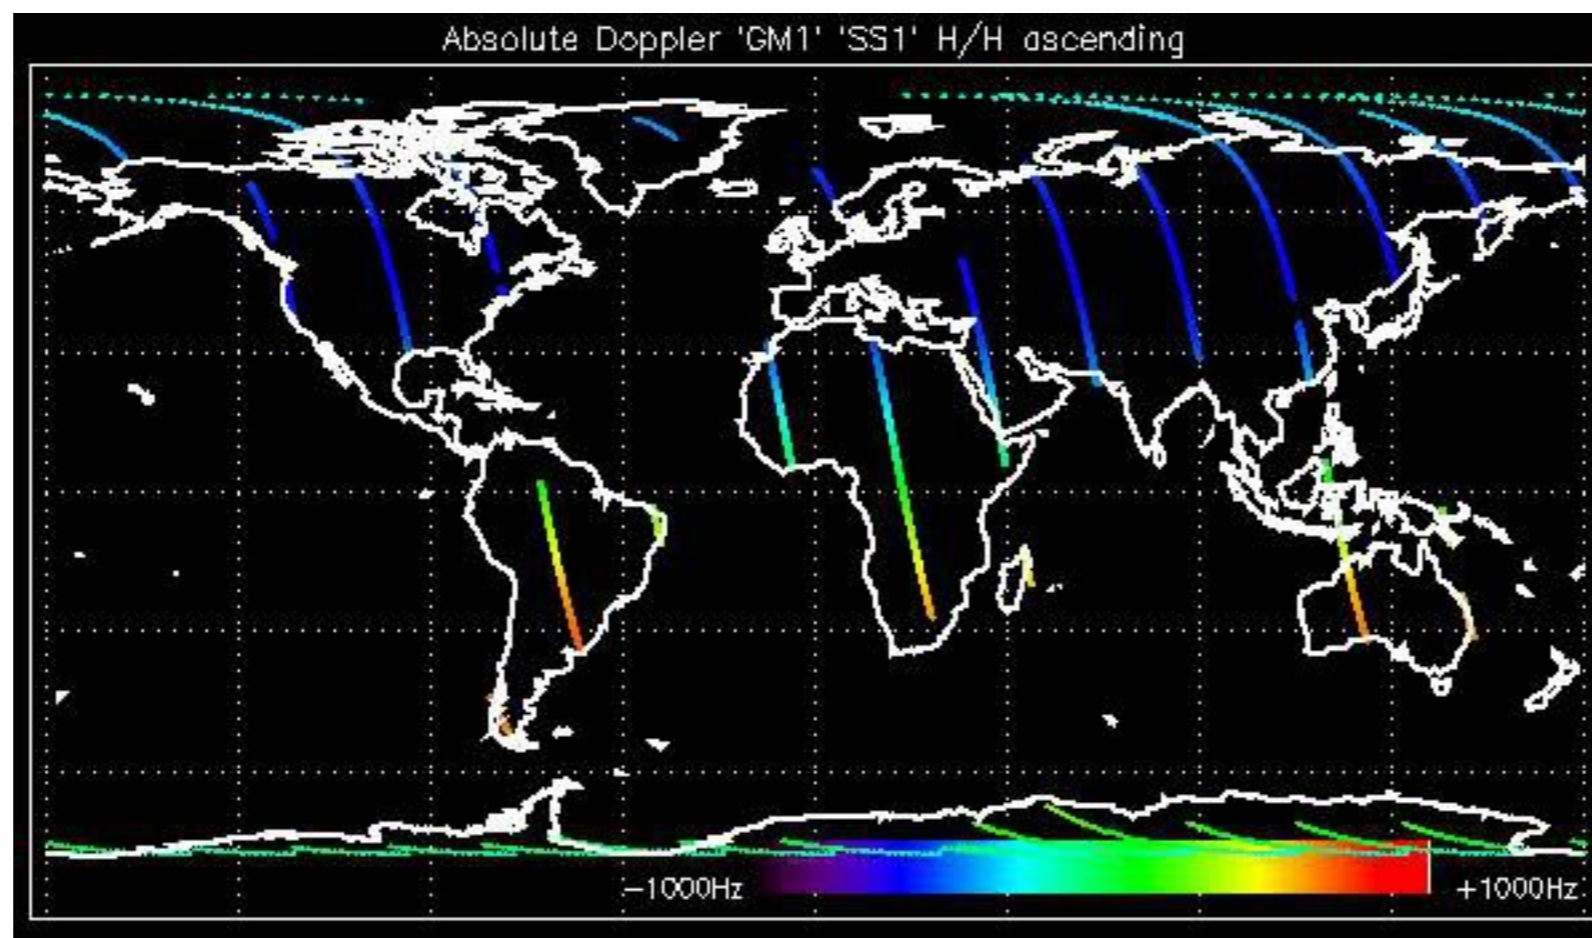 Absolute Doppler 'GM1' 'SS1' H/H ascending
-1000Hz +1000Hz